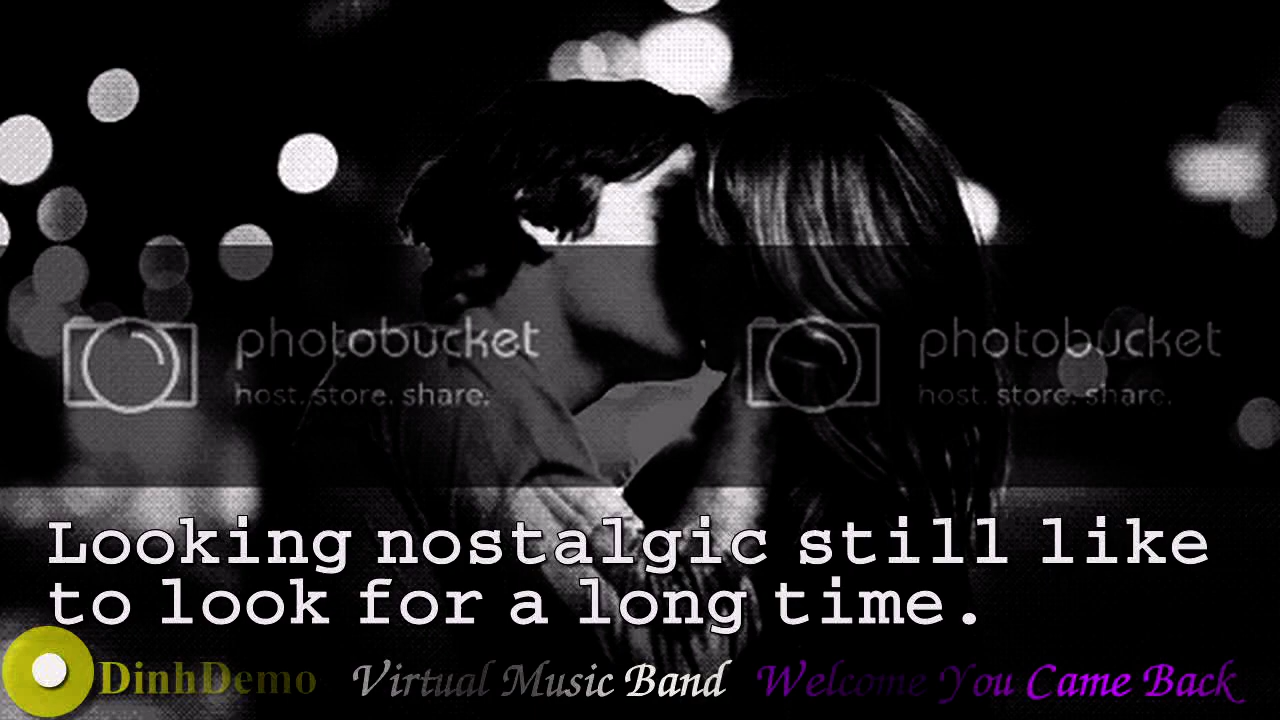 photobucket photobucket
host. store. share. host. store. share.
Looking nostalgic still like
to look for a long time.
DinhDemo Virtual Music Band Welcome You Came Back